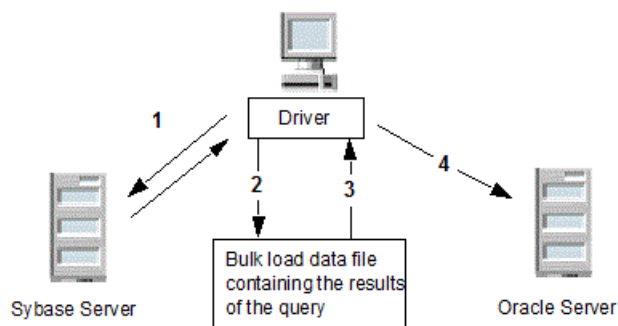 Driver
1
2
3
4
Bulk load data file
containing the results
of the query
Sybase Server
Oracle Server